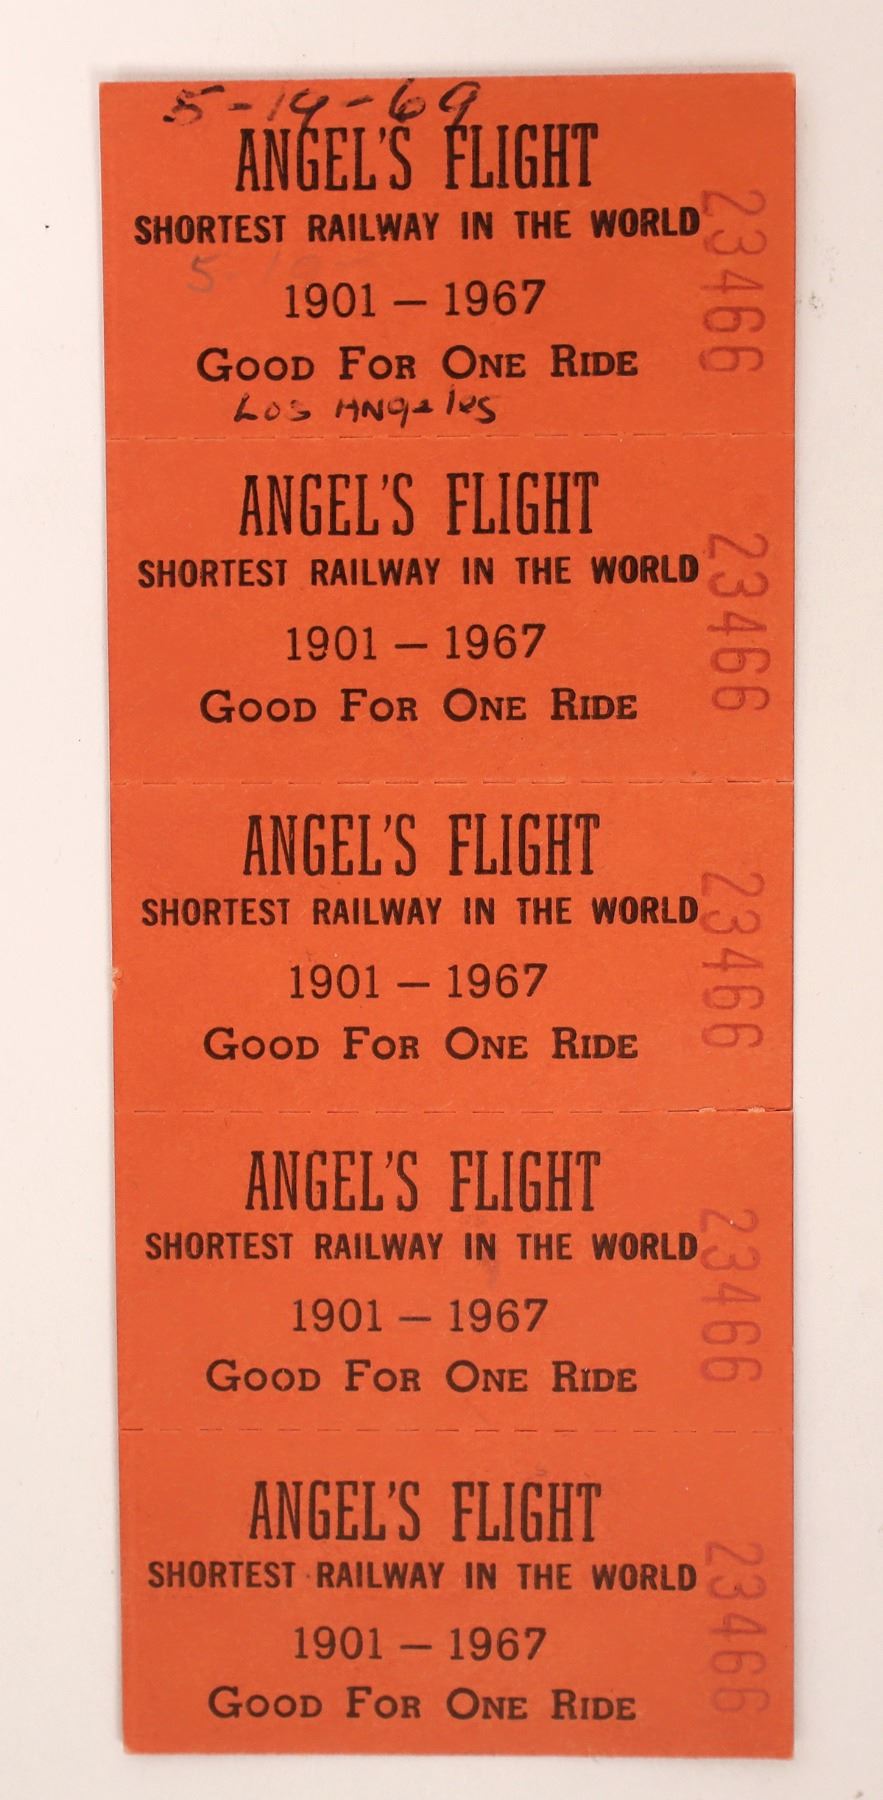 5-19-69
ANGEL'S FLIGHT
SHORTEST RAILWAY IN THE WORLD
5-1
1901 — 1967
GOOD FOR ONE RIDE
Los Angeles
23466
ANGEL'S FLIGHT
SHORTEST RAILWAY IN THE WORLD
1901 — 1967
GOOD FOR ONE RIDE
23466
ANGEL'S FLIGHT
SHORTEST RAILWAY IN THE WORLD
1901 — 1967
GOOD FOR ONE RIDE
23466
ANGEL'S FLIGHT
SHORTEST RAILWAY IN THE WORLD
1901 — 1967
GOOD FOR ONE RIDE
23466
ANGEL'S FLIGHT
SHORTEST RAILWAY IN THE WORLD
1901 — 1967
GOOD FOR ONE RIDE
23466